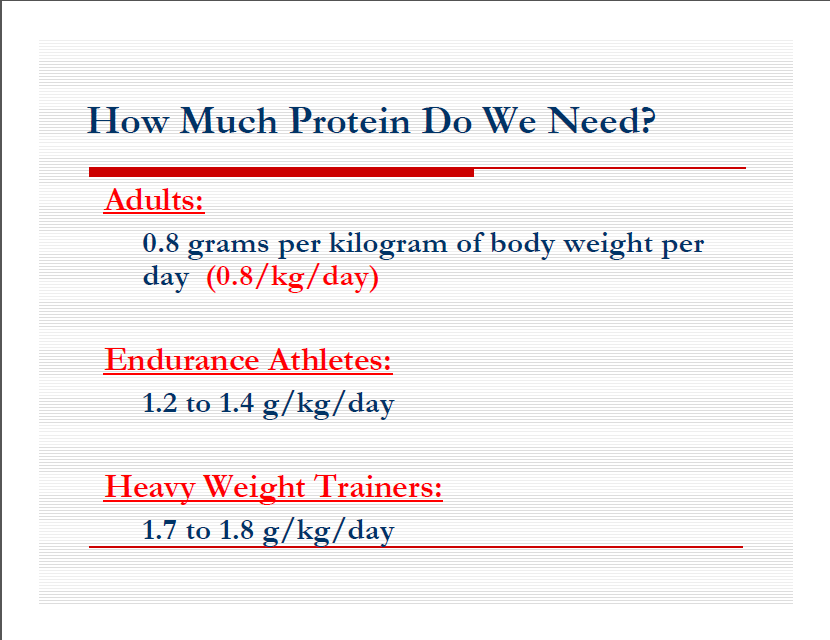 How Much Protein Do We Need?
Adults:
0.8 grams per kilogram of body weight per
day (0.8/kg/day)
Endurance Athletes:
1.2 to 1.4 g/kg/day
Heavy Weight Trainers:
1.7 to 1.8 g/kg/day